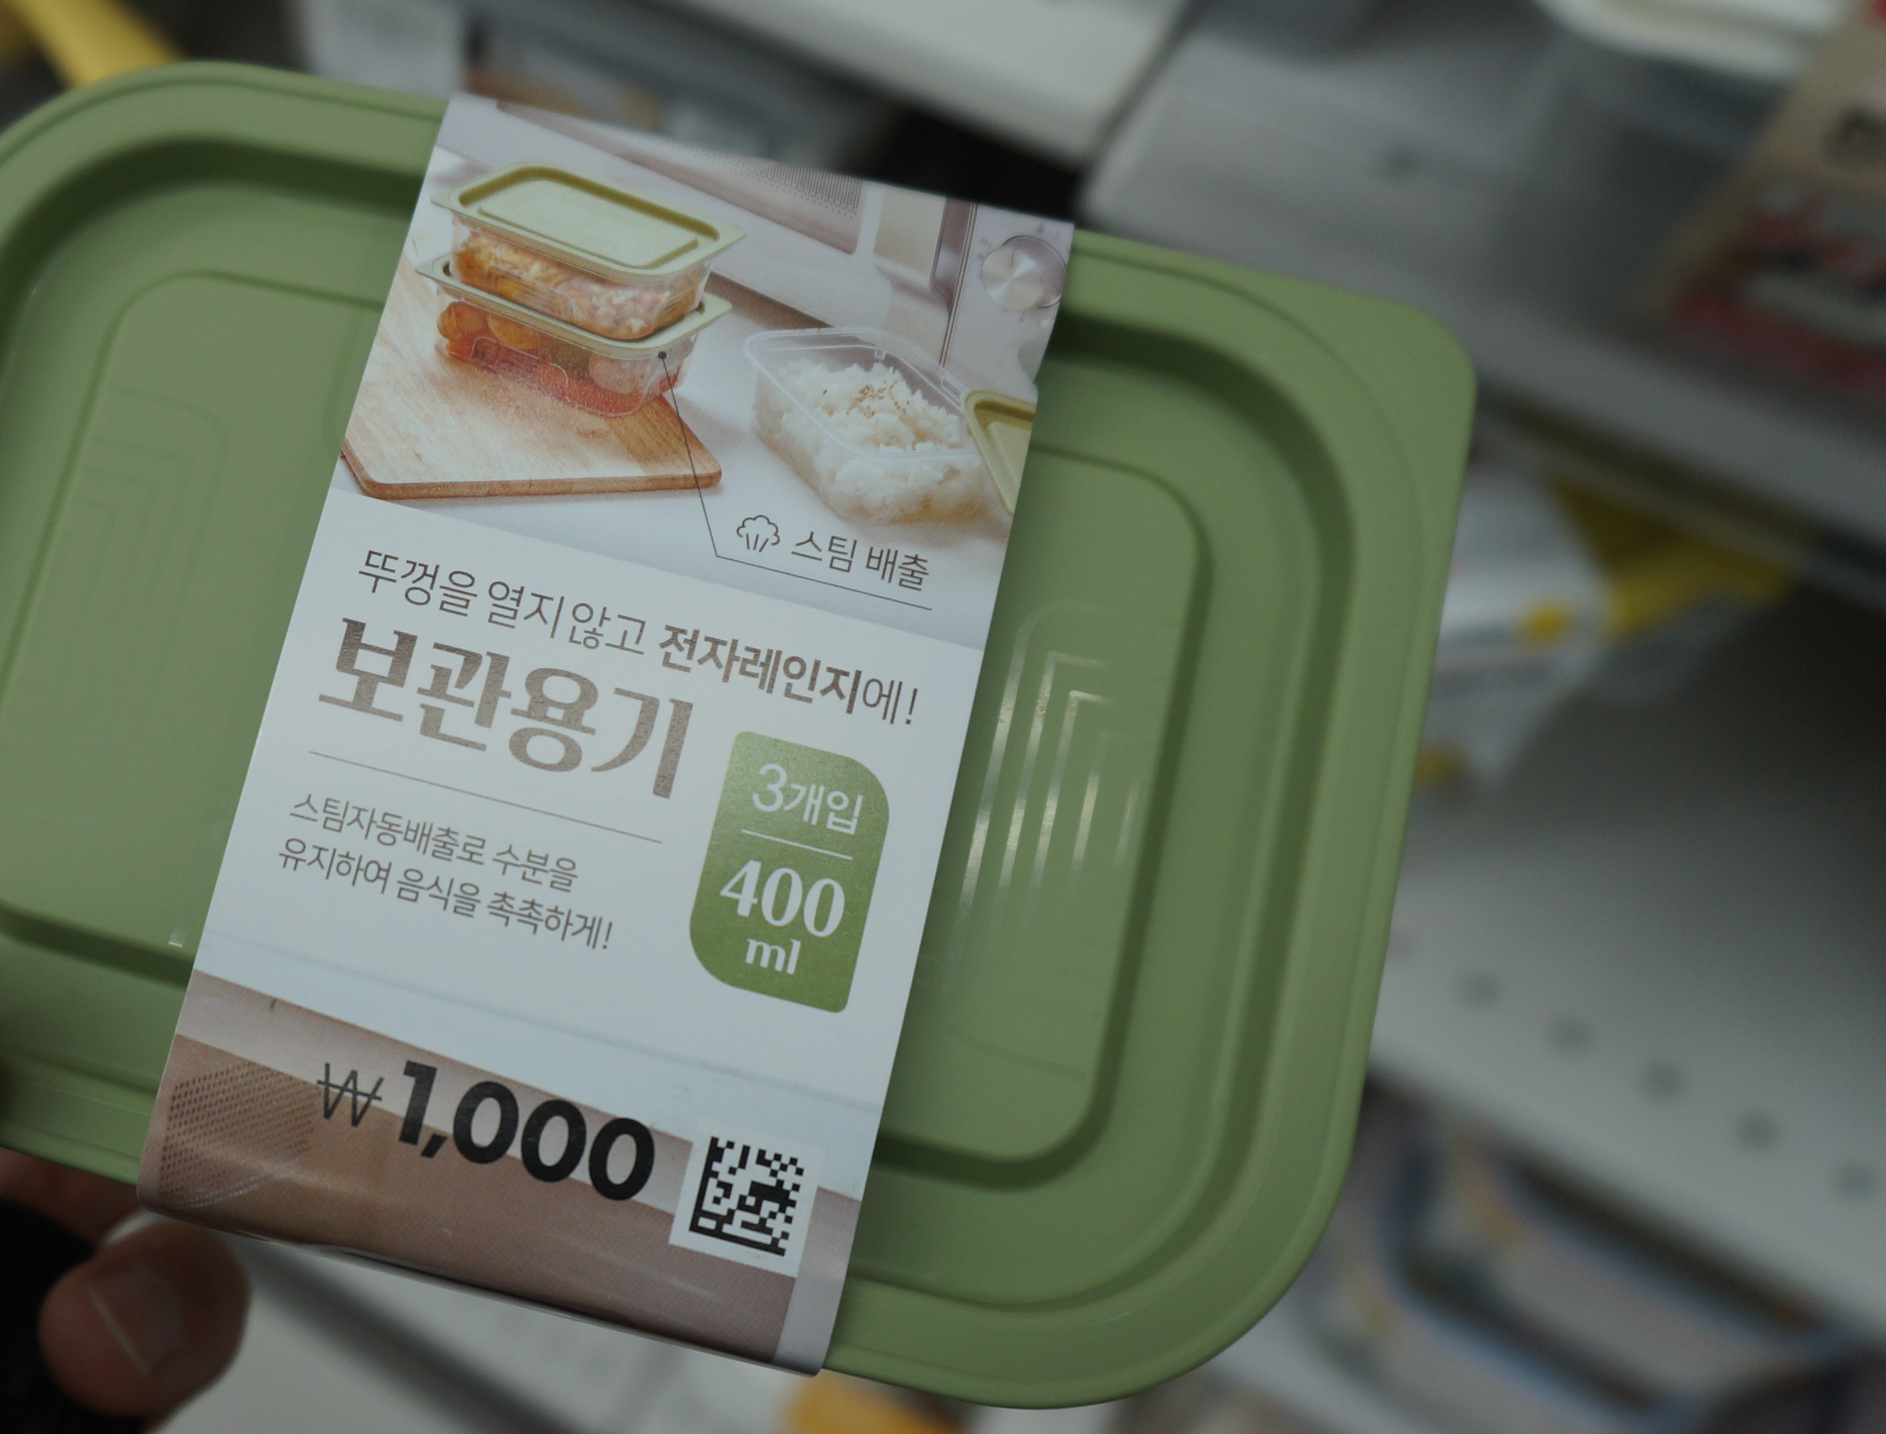 스팀 배출
뚜껑을 열지 않고 전자레인지에!
보관용기
3개입
400
ml
스팀자동배출로 수분을
유지하여 음식을 촉촉하게!
₩1,000